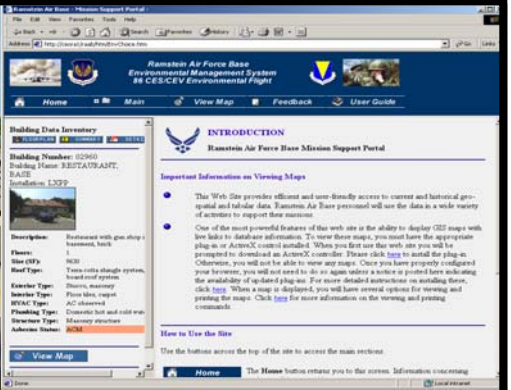 Ramstein Air Base - Mission Support Portal
File Edit View Favorites Tools Help
Back Search Favorites History
Address Go Links
Ramstein Air Force Base
Environmental Management System
86 CES/CEV Environmental Flight
Home Main View Map Feedback User Guide
Building Data Inventory
FLOORPLAN SUMMARY DETAI
Building Number: 02960
Building Name: RESTAURANT,
BASE
Installation: LXFP
Description: Restaurant with gun shop i
basement, brick
Floors: 1
Size (SF): 9630
Roof Type: Terra cotta shingle system,
board roof system
Exterior Type: Stucco, masonry
Interior Type: Floor tiles, carpet
HVAC Type: AC observed
Plumbing Type: Domestic hot and cold wate
Structure Type: Masonry structure
Asbestos Status: ACM
View Map
INTRODUCTION
Ramstein Air Force Base Mission Support Portal
Important Information on Viewing Maps
This Web Site provides efficient and user-friendly access to current and historical geo-
spatial and tabular data. Ramstein Air Base personnel will use the data in a wide variety
of activities to support their missions.
One of the most powerful features of this web site is the ability to display GIS maps with
live links to database information. To view these maps, you must have the appropriate
plug-in or ActiveX control installed. When you first use this web site you will be
prompted to download an ActiveX controller. Please click here to install the plug-in.
Otherwise, you will not be able to view any maps. Once you have properly configured
your browser, you will not need to do so again unless a notice is posted here indicating
the availability of updated plug-ins. For more detailed instructions on installing these,
click here. When a map is displayed, you will have several options for viewing and
printing the maps. Click here for more information on the viewing and printing
commands.
How to Use the Site
Use the buttons across the top of the site to access the main sections.
Home The Home button returns you to this screen. Information concerning
Done Local intranet